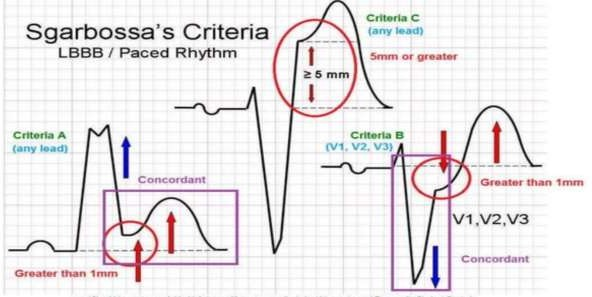 Sgarbossa's Criteria
LBBB / Paced Rhythm
Criteria C
(any lead)
5mm or greater
≥ 5 mm
Criteria A
(any lead)
Concordant
Greater than 1mm
Criteria B
(V1, V2, V3)
Greater than 1mm
V1,V2,V3
Concordant